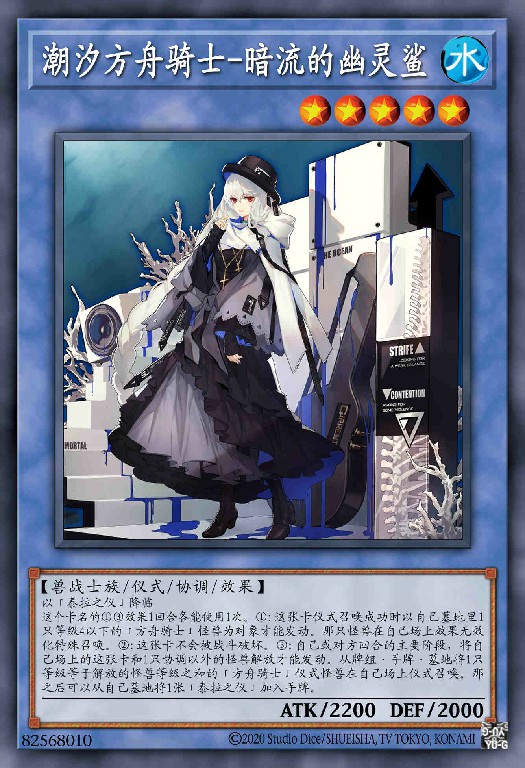 潮汐方舟骑士-暗流的幽灵鲨
水
THE OCEAN
STRIFE
CONTENTION
MORTAL
【兽战士族/仪式/协调/效果】
以「泰拉之仪」降临
这个卡名的①③效果1回合各能使用1次。①:这张卡仪式召唤成功时以自己墓地里1
只等级4以下的「方舟骑士」怪兽为对象才能发动。那只怪兽在自己场上效果无效
化特殊召唤。②:这张卡不会被战斗破坏。③:自己或对方回合的主要阶段,将自
己场上的这张卡和1只协调以外的怪兽解放才能发动。从牌组·手牌·墓地将1只
等级等于解放的怪兽等级之和的「方舟骑士」仪式怪兽在自己场上仪式召唤。那
之后可以从自己墓地将1张「泰拉之仪」加入手牌。
ATK/2200 DEF/2000
82568010
©2020 Studio Dice/SHUEISHA, TV TOKYO, KONAMI